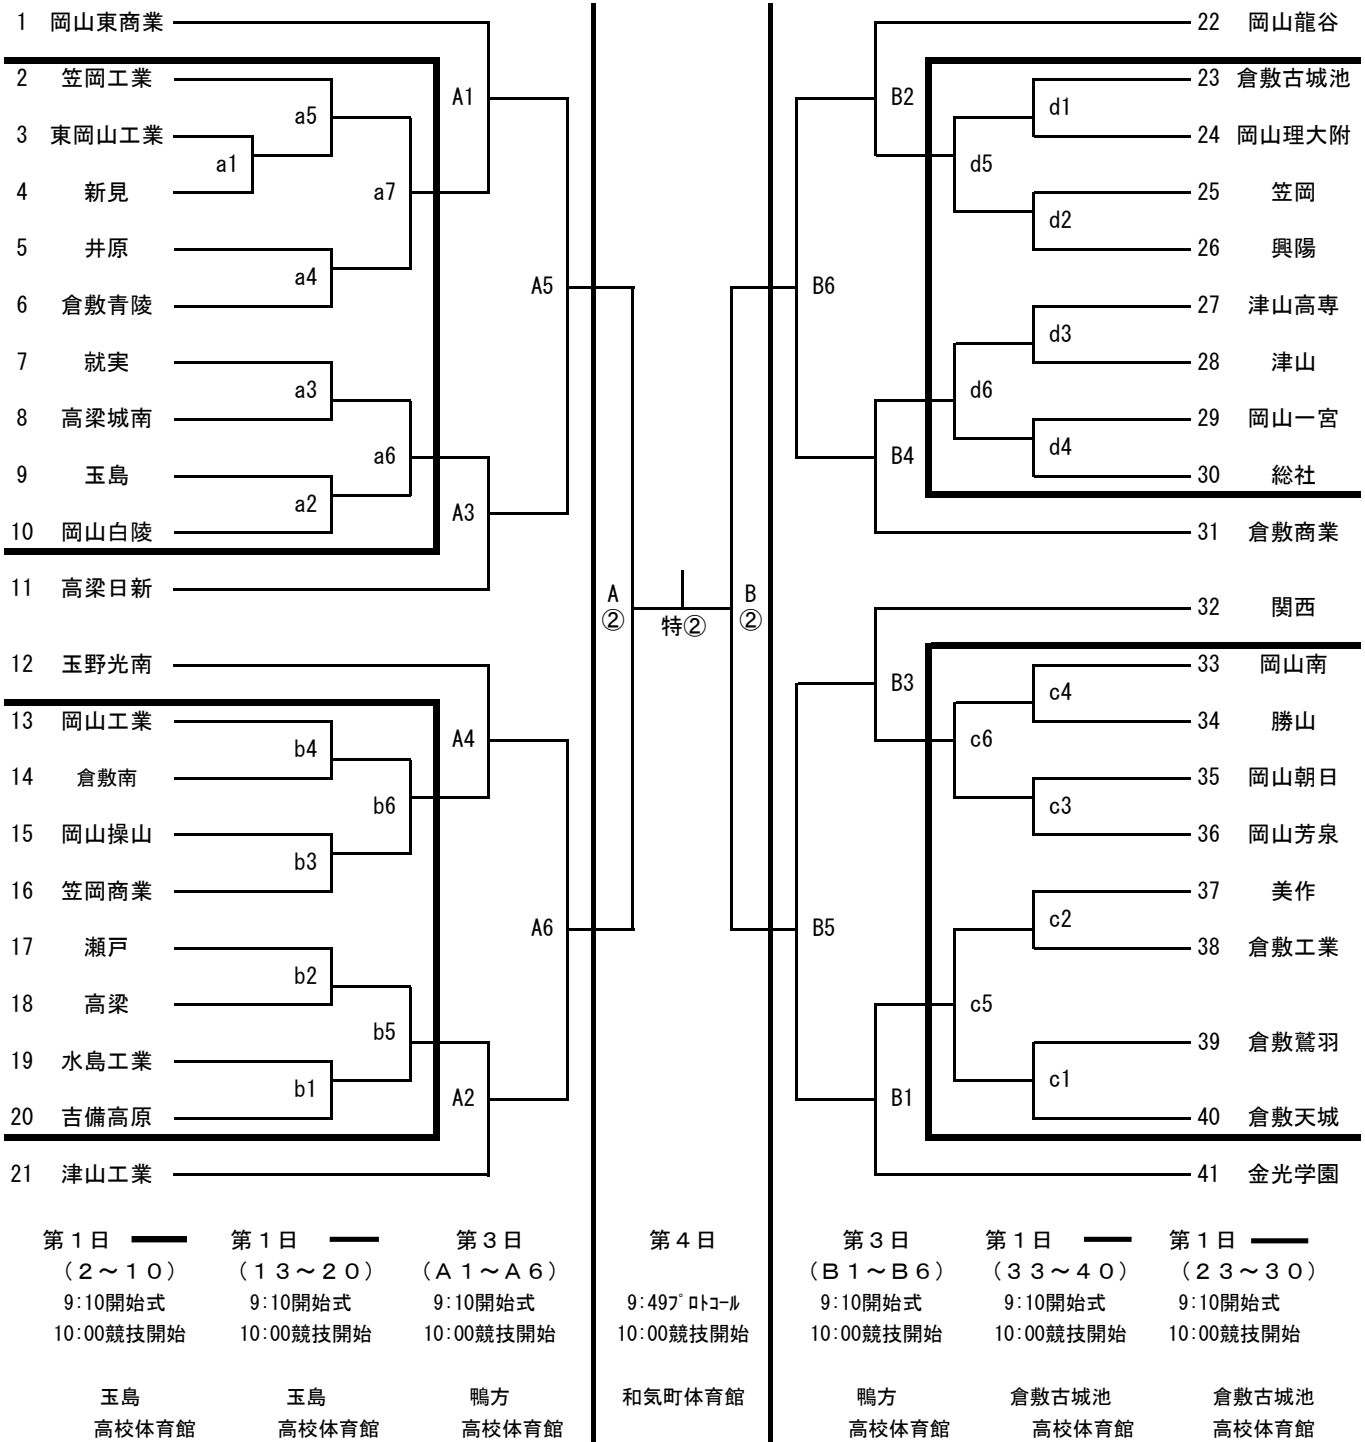 1 岡山東商業
2 笠岡工業
3 東岡山工業
4 新見
5 井原
6 倉敷青陵
7 就実
8 高梁城南
9 玉島
10 岡山白陵
11 高梁日新
12 玉野光南
13 岡山工業
14 倉敷南
15 岡山操山
16 笠岡商業
17 瀬戸
18 高梁
19 水島工業
20 吉備高原
21 津山工業
a1
a5
a4
a7
a3
a2
a6
b4
b3
b6
b2
b1
b5
A1
A3
A5
A4
A2
A6
A
②
特②
B
②
B2
B6
B4
B3
B5
B1
d1
d5
d2
d3
d6
d4
c4
c6
c3
c2
c5
c1
22 岡山龍谷
23 倉敷古城池
24 岡山理大附
25 笠岡
26 興陽
27 津山高専
28 津山
29 岡山一宮
30 総社
31 倉敷商業
32 関西
33 岡山南
34 勝山
35 岡山朝日
36 岡山芳泉
37 美作
38 倉敷工業
39 倉敷鷲羽
40 倉敷天城
41 金光学園
第1日
(2～10)
9:10開始式
10:00競技開始
玉島
高校体育館
第1日
(13～20)
9:10開始式
10:00競技開始
玉島
高校体育館
第3日
(A1～A6)
9:10開始式
10:00競技開始
鴨方
高校体育館
第4日
9:49ﾌﾟﾛﾄｺｰﾙ
10:00競技開始
和気町体育館
第3日
(B1～B6)
9:10開始式
10:00競技開始
鴨方
高校体育館
第1日
(33～40)
9:10開始式
10:00競技開始
倉敷古城池
高校体育館
第1日
(23～30)
9:10開始式
10:00競技開始
倉敷古城池
高校体育館